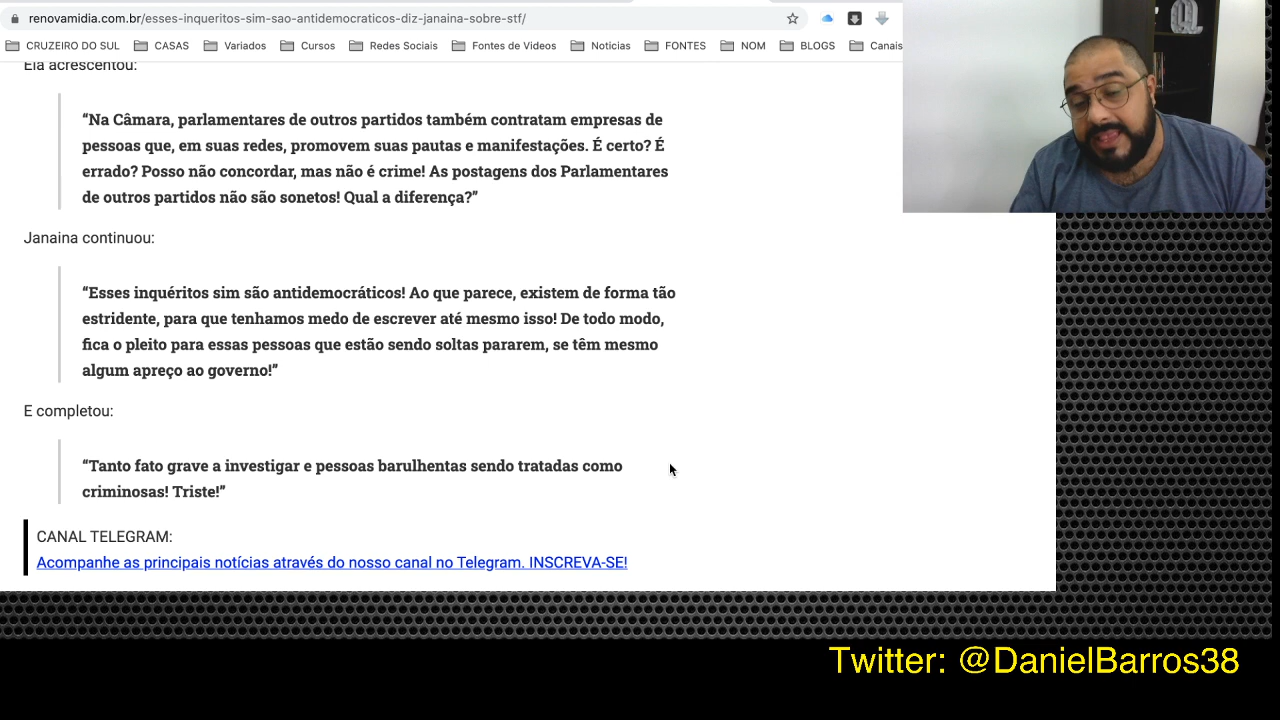 renovamidia.com.br/esses-inqueritos-sim-sao-antidemocraticos-diz-janaina-sobre-stf/
CRUZEIRO DO SUL CASAS Variados Cursos Redes Sociais Fontes de Videos Noticias FONTES NOM BLOGS Canais
Ela acrescentou:
“Na Câmara, parlamentares de outros partidos também contratam empresas de
pessoas que, em suas redes, promovem suas pautas e manifestações. É certo? É
errado? Posso não concordar, mas não é crime! As postagens dos Parlamentares
de outros partidos não são sonetos! Qual a diferença?”
Janaina continuou:
“Esses inquéritos sim são antidemocráticos! Ao que parece, existem de forma tão
estridente, para que tenhamos medo de escrever até mesmo isso! De todo modo,
fica o pleito para essas pessoas que estão sendo soltas pararem, se têm mesmo
algum apreço ao governo!”
E completou:
“Tanto fato grave a investigar e pessoas barulhentas sendo tratadas como
criminosas! Triste!”
CANAL TELEGRAM:
Acompanhe as principais notícias através do nosso canal no Telegram. INSCREVA-SE!
Twitter: @DanielBarros38